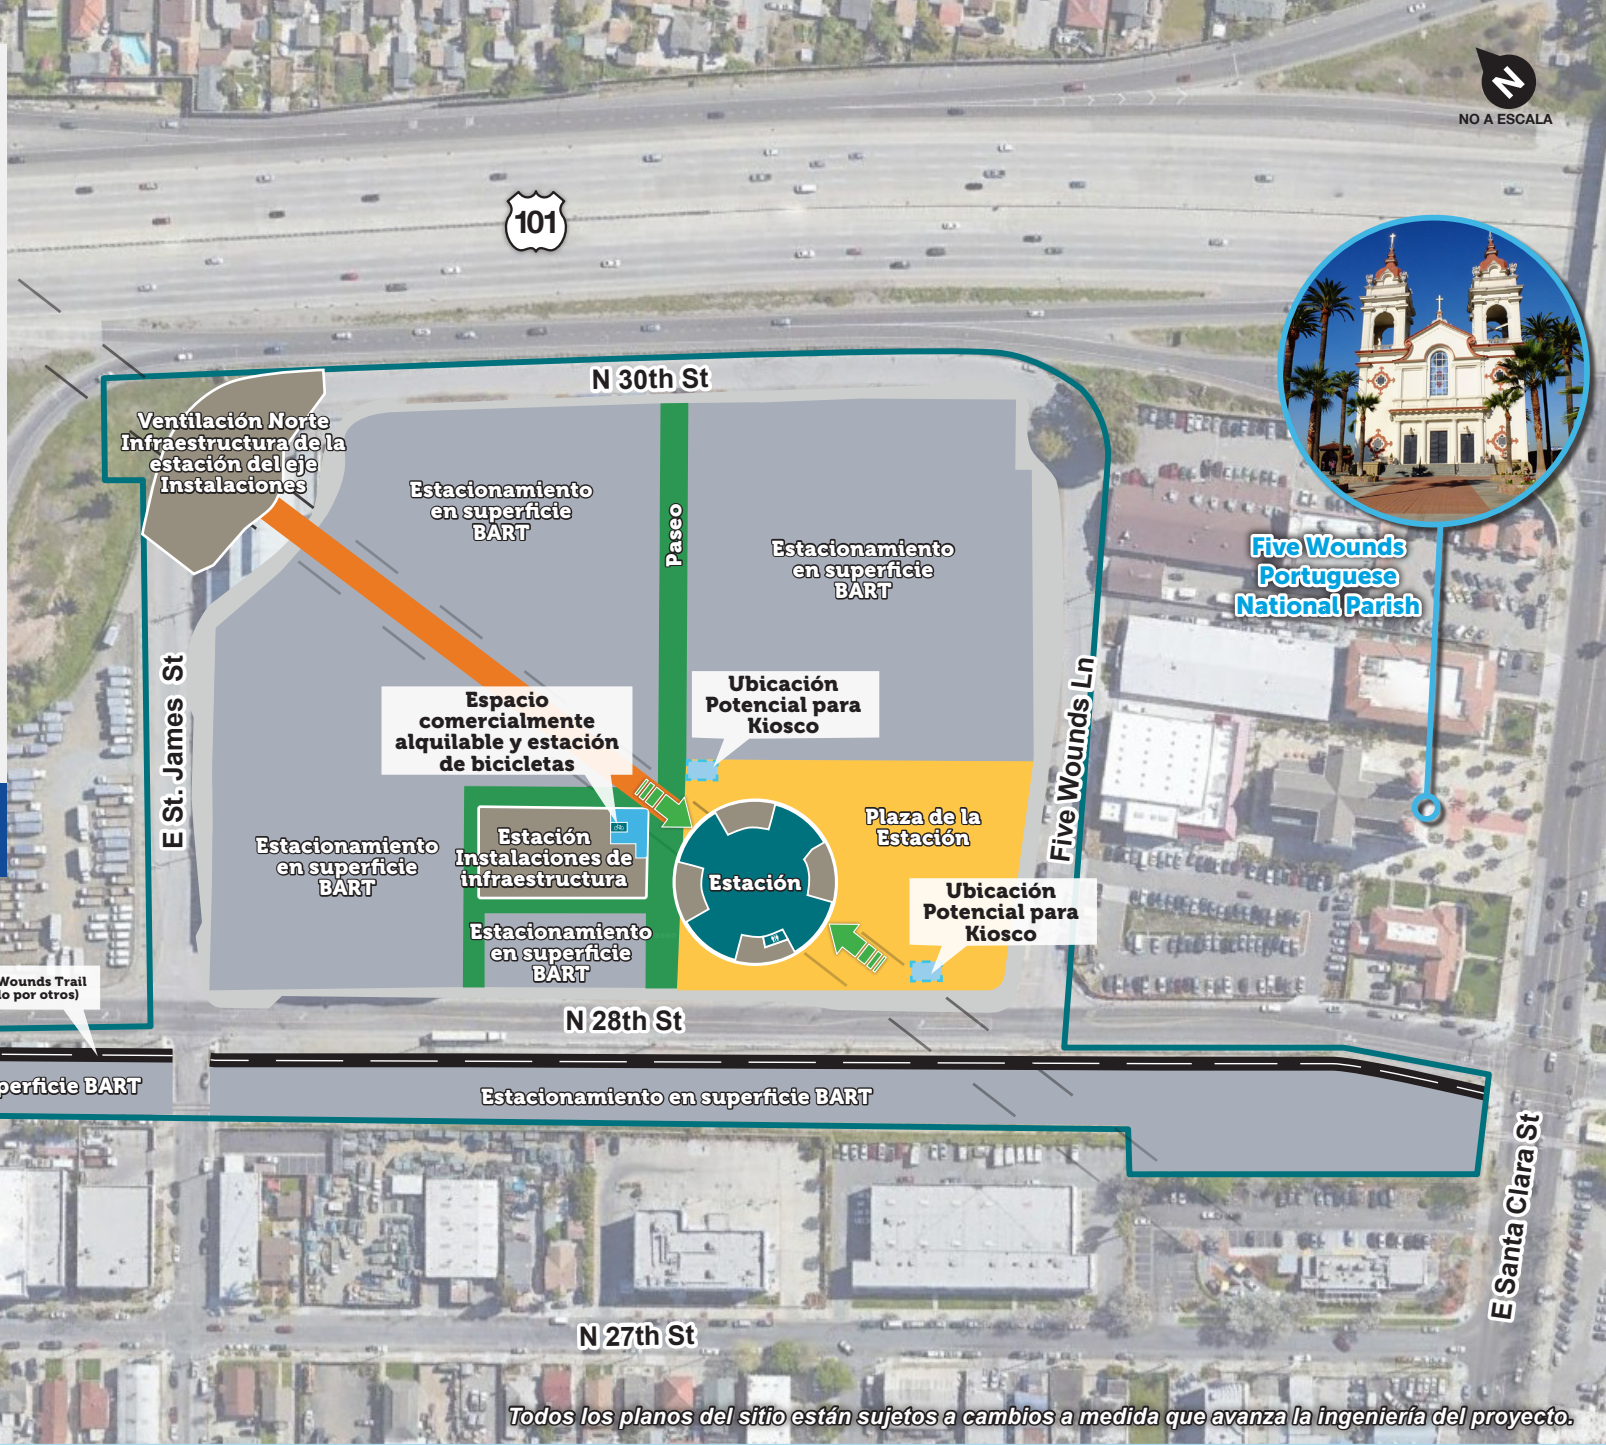 N
NO A ESCALA
101
N 30th St
Ventilación Norte
Infraestructura de la
estación del eje
Instalaciones
Estacionamiento
en superficie
BART
Paseo
Estacionamiento
en superficie
BART
Five Wounds
Portuguese
National Parish
E St. James St
Five Wounds Ln
Espacio
comercialmente
alquilable y estación
de bicicletas
Ubicación
Potencial para
Kiosco
Plaza de la
Estación
Estacionamiento
en superficie
BART
Estación
Instalaciones de
infraestructura
Estación
Ubicación
Potencial para
Kiosco
Estacionamiento
en superficie
BART
Wounds Trail
lo por otros)
N 28th St
perficie BART
Estacionamiento en superficie BART
E Santa Clara St
N 27th St
Todos los planos del sitio están sujetos a cambios a medida que avanza la ingeniería del proyecto.